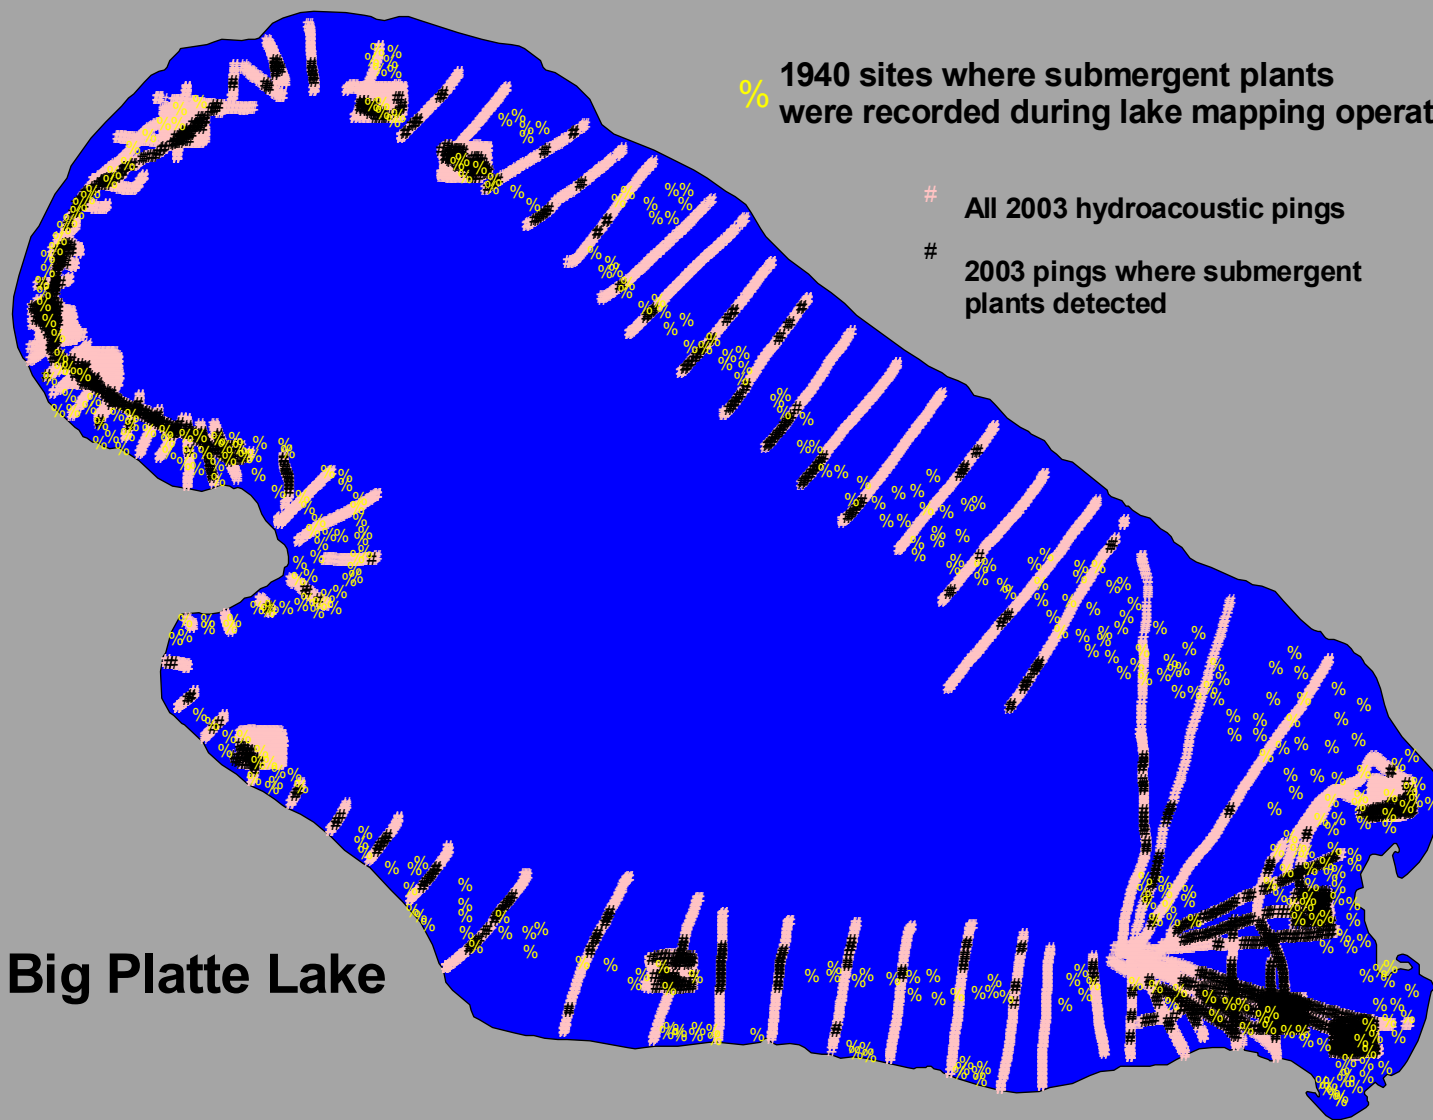 % 1940 sites where submergent plants
were recorded during lake mapping operat
# All 2003 hydroacoustic pings
# 2003 pings where submergent
plants detected
Big Platte Lake